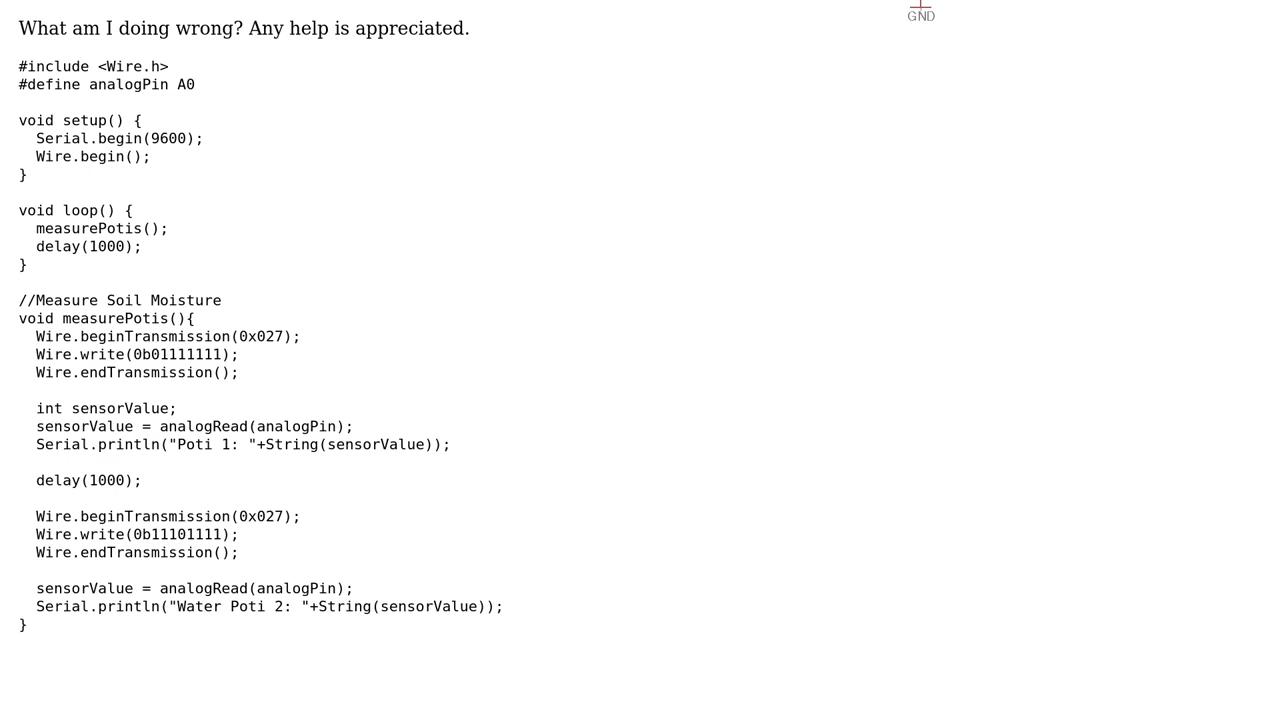 GND
What am I doing wrong? Any help is appreciated.
#include <Wire.h>
#define analogPin A0

void setup() {
  Serial.begin(9600);
  Wire.begin();
}

void loop() {
  measurePotis();
  delay(1000);
}

//Measure Soil Moisture
void measurePotis(){
  Wire.beginTransmission(0x027);
  Wire.write(0b01111111);
  Wire.endTransmission();

  int sensorValue;
  sensorValue = analogRead(analogPin);
  Serial.println("Poti 1: "+String(sensorValue));

  delay(1000);

  Wire.beginTransmission(0x027);
  Wire.write(0b11101111);
  Wire.endTransmission();

  sensorValue = analogRead(analogPin);
  Serial.println("Water Poti 2: "+String(sensorValue));
}